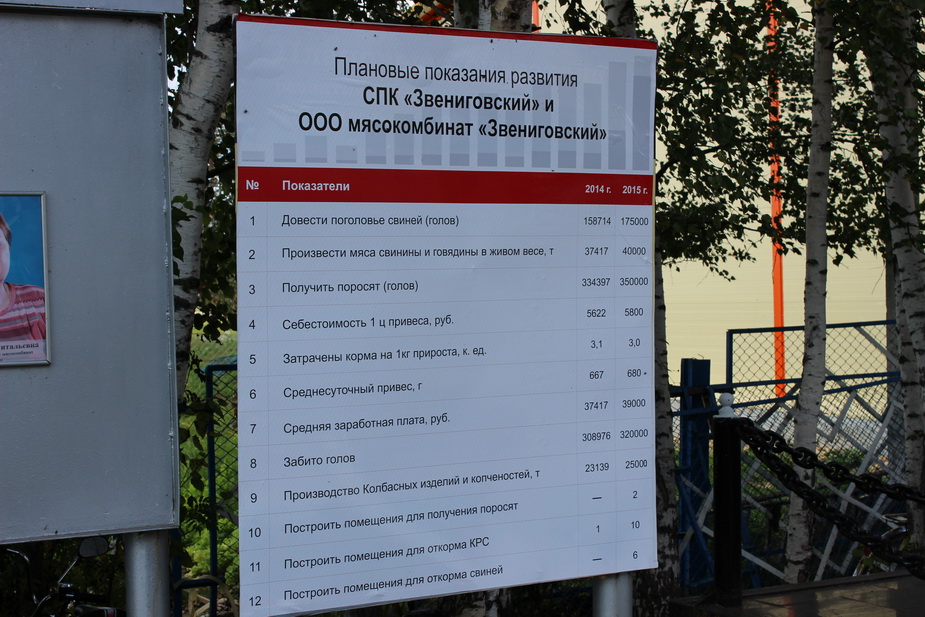 Плановые показания развития
СПК «Звениговский» и
ООО мясокомбинат «Звениговский»
№ Показатели 2014 г. 2015 г.
1 Довести поголовье свиней (голов) 158714 175000
2 Произвести мяса свинины и говядины в живом весе, т 37417 40000
3 Получить поросят (голов) 334397 350000
4 Себестоимость 1 ц привеса, руб. 5622 5800
5 Затрачены корма на 1кг прироста, к. ед. 3,1 3,0
6 Среднесуточный привес, г 667 680
7 Средняя заработная плата, руб. 37417 39000
8 Забито голов 308976 320000
9 Производство Колбасных изделий и копченостей, т 23139 25000
10 Построить помещения для получения поросят — 2
11 Построить помещения для откорма КРС 1 10
12 Построить помещения для откорма свиней — 6